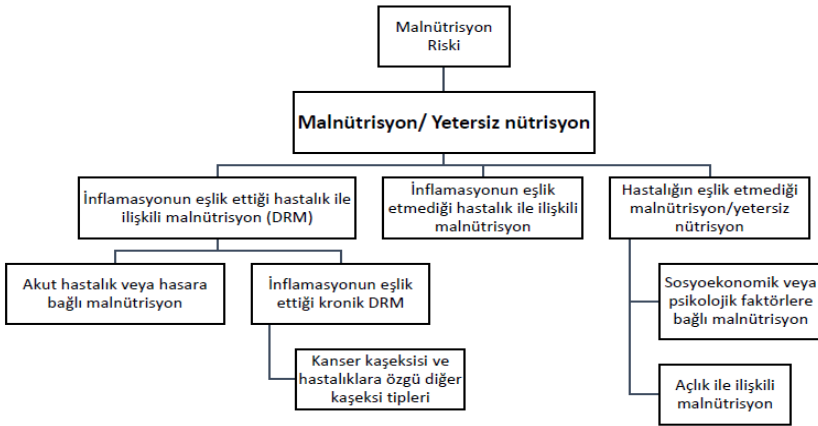 Malnütrisyon
Riski
Malnütrisyon/ Yetersiz nütrisyon
İnflamasyonun eşlik ettiği hastalık ile
ilişkili malnütrisyon (DRM)
İnflamasyonun eşlik
etmediği hastalık ile ilişkili
malnütrisyon
Hastalığın eşlik etmediği
malnütrisyon/yetersiz
nütrisyon
Akut hastalık veya hasara
bağlı malnütrisyon
İnflamasyonun eşlik
ettiği kronik DRM
Sosyoekonomik veya
psikolojik faktörlere
bağlı malnütrisyon
Kanser kaşeksisi ve
hastalıklara özgü diğer
kaşeksi tipleri
Açlık ile ilişkili
malnütrisyon